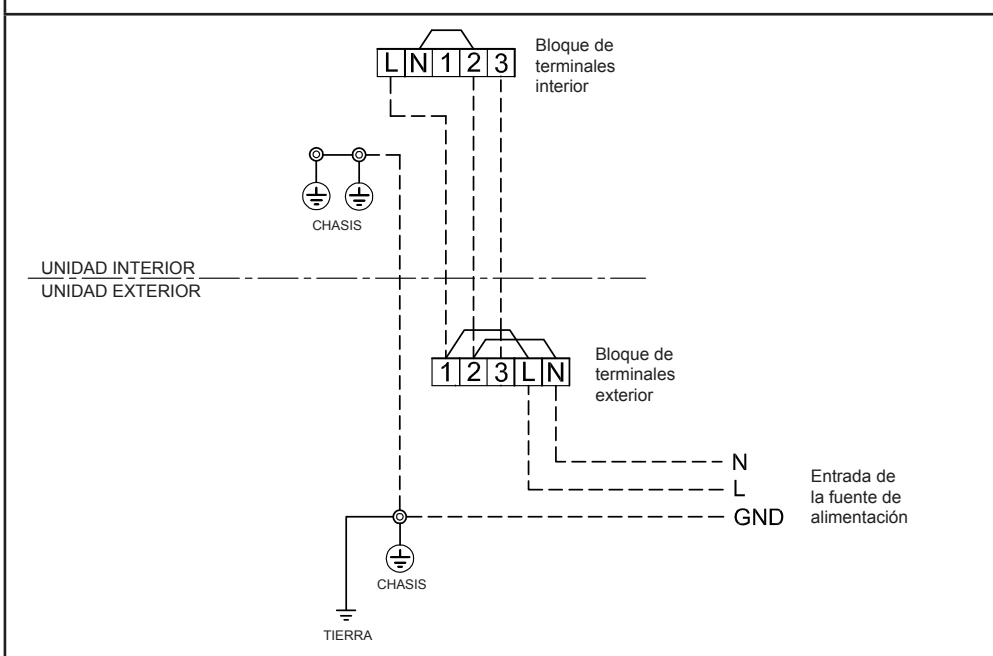 L N 1 2 3
Bloque de
terminales
interior
CHASIS
UNIDAD INTERIOR
UNIDAD EXTERIOR
1 2 3 L N
Bloque de
terminales
exterior
N
L
GND
Entrada de
la fuente de
alimentación
CHASIS
TIERRA